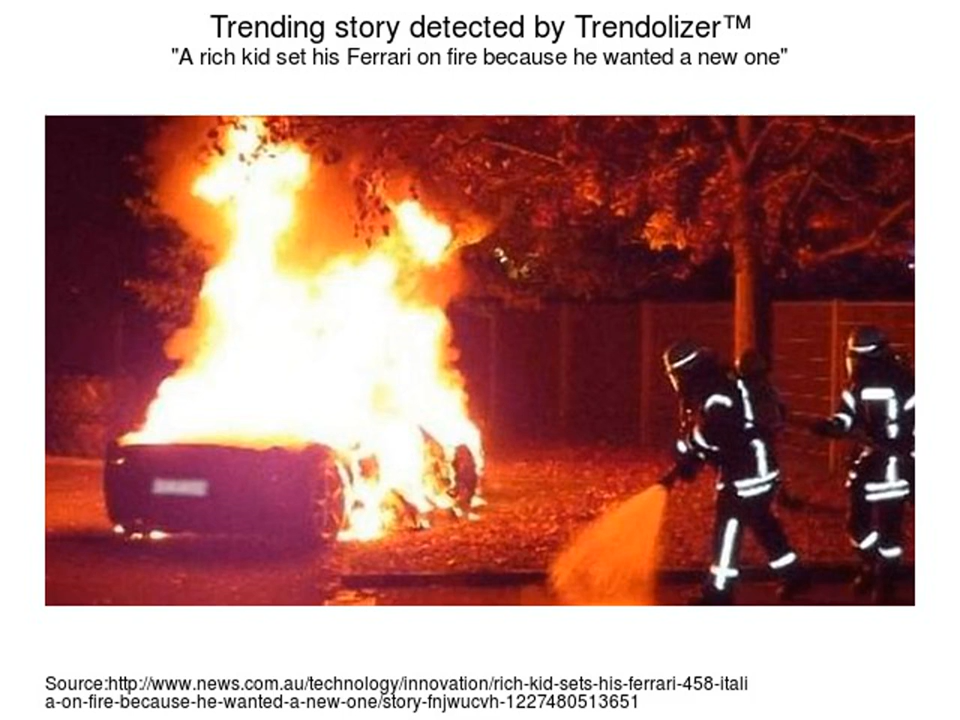 Trending story detected by Trendolizer™
"A rich kid set his Ferrari on fire because he wanted a new one"
Source:http://www.news.com.au/technology/innovation/rich-kid-sets-his-ferrari-458-itali
a-on-fire-because-he-wanted-a-new-one/story-fnjwucvh-1227480513651